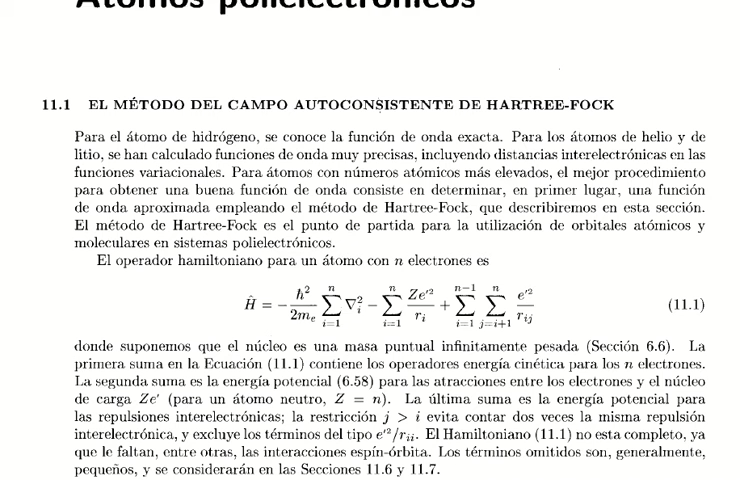 Átomos polielectrónicos
11.1 EL MÉTODO DEL CAMPO AUTOCONSISTENTE DE HARTREE-FOCK
Para el átomo de hidrógeno, se conoce la función de onda exacta. Para los átomos de helio y de
litio, se han calculado funciones de onda muy precisas, incluyendo distancias interelectrónicas en las
funciones variacionales. Para átomos con números atómicos más elevados, el mejor procedimiento
para obtener una buena función de onda consiste en determinar, en primer lugar, una función
de onda aproximada empleando el método de Hartree-Fock, que describiremos en esta sección.
El método de Hartree-Fock es el punto de partida para la utilización de orbitales atómicos y
moleculares en sistemas polielectrónicos.
El operador hamiltoniano para un átomo con n electrones es
Ĥ = −ħ²/2mₑ ∑ᵢ₌₁ⁿ ∇ᵢ² − ∑ᵢ₌₁ⁿ Ze′²/rᵢ + ∑ᵢ₌₁ⁿ⁻¹ ∑ⱼ₌ᵢ₊₁ⁿ e′²/rᵢⱼ (11.1)
donde suponemos que el núcleo es una masa puntual infinitamente pesada (Sección 6.6). La
primera suma en la Ecuación (11.1) contiene los operadores energía cinética para los n electrones.
La segunda suma es la energía potencial (6.58) para las atracciones entre los electrones y el núcleo
de carga Ze′ (para un átomo neutro, Z = n). La última suma es la energía potencial para
las repulsiones interelectrónicas; la restricción j > i evita contar dos veces la misma repulsión
interelectrónica, y excluye los términos del tipo e′²/rᵢᵢ. El Hamiltoniano (11.1) no esta completo, ya
que le faltan, entre otras, las interacciones espín-órbita. Los términos omitidos son, generalmente,
pequeños, y se considerarán en las Secciones 11.6 y 11.7.